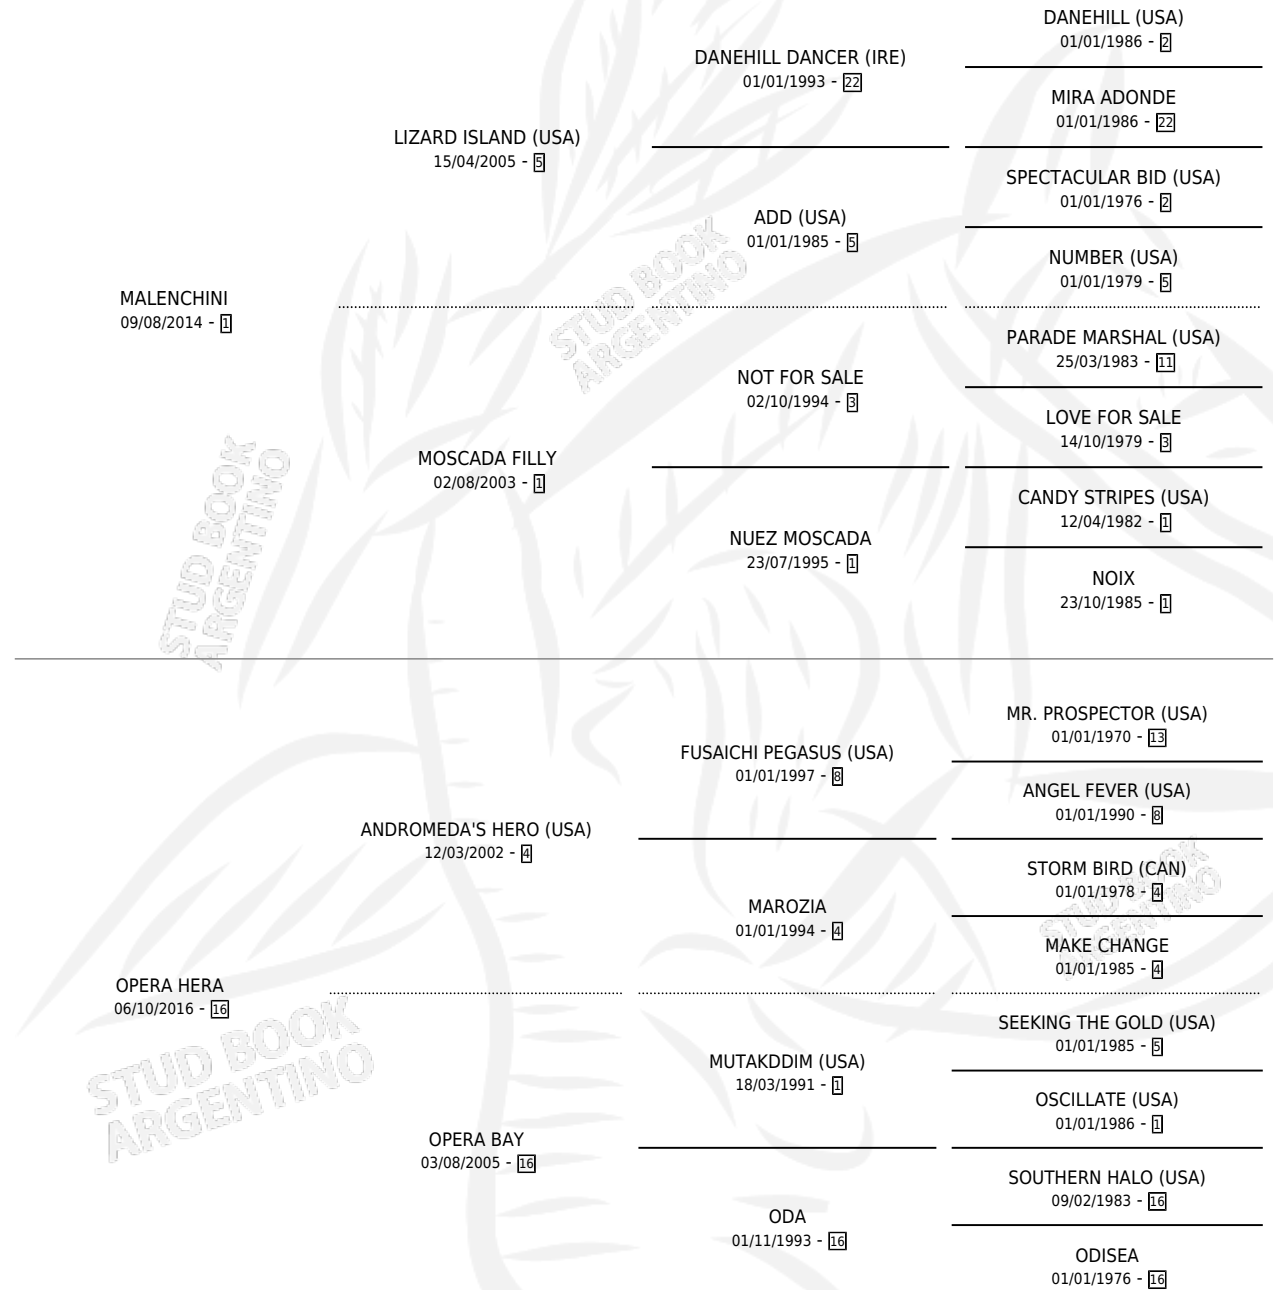 MALENCHINI
09/08/2014 - 1
LIZARD ISLAND (USA)
15/04/2005 - 5
DANEHILL DANCER (IRE)
01/01/1993 - 22
DANEHILL (USA)
01/01/1986 - 2
MIRA ADONDE
01/01/1986 - 22
ADD (USA)
01/01/1985 - 5
SPECTACULAR BID (USA)
01/01/1976 - 2
NUMBER (USA)
01/01/1979 - 5
MOSCADA FILLY
02/08/2003 - 1
NOT FOR SALE
02/10/1994 - 3
PARADE MARSHAL (USA)
25/03/1983 - 11
LOVE FOR SALE
14/10/1979 - 3
NUEZ MOSCADA
23/07/1995 - 1
CANDY STRIPES (USA)
12/04/1982 - 1
NOIX
23/10/1985 - 1
OPERA HERA
06/10/2016 - 16
ANDROMEDA'S HERO (USA)
12/03/2002 - 4
FUSAICHI PEGASUS (USA)
01/01/1997 - 8
MR. PROSPECTOR (USA)
01/01/1970 - 13
ANGEL FEVER (USA)
01/01/1990 - 8
MAROZIA
01/01/1994 - 4
STORM BIRD (CAN)
01/01/1978 - 4
MAKE CHANGE
01/01/1985 - 4
OPERA BAY
03/08/2005 - 16
MUTAKDDIM (USA)
18/03/1991 - 1
SEEKING THE GOLD (USA)
01/01/1985 - 5
OSCILLATE (USA)
01/01/1986 - 1
ODA
01/11/1993 - 16
SOUTHERN HALO (USA)
09/02/1983 - 16
ODISEA
01/01/1976 - 16
STUD BOOK
ARGENTINO
STUD BOOK
ARGENTINO
STUD BOOK
ARGENTINO
STUD BOOK
ARGENTINO